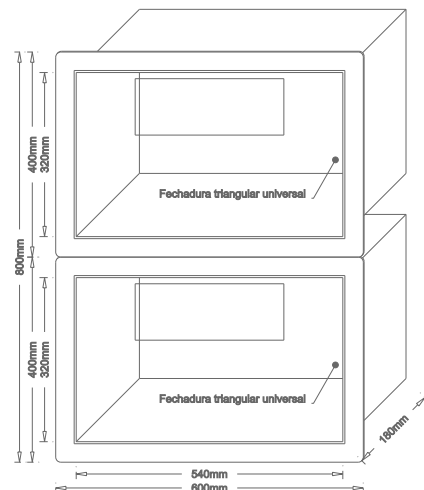 400mm
320mm
Fechadura triangular universal
800mm
400mm
320mm
Fechadura triangular universal
180mm
540mm
600mm